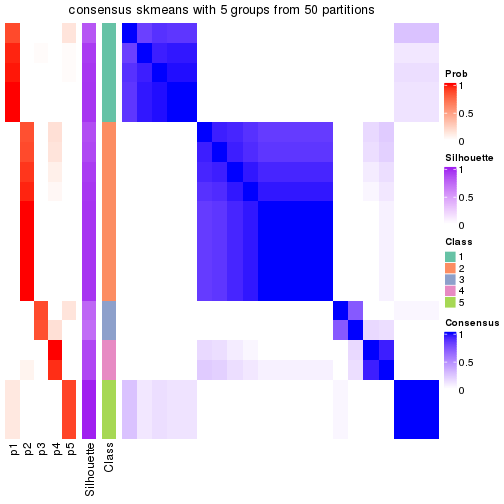 consensus skmeans with 5 groups from 50 partitions
Prob
1
0.5
0
Silhouette
1
0.5
0
Class
1
2
3
4
5
Consensus
1
0.5
0
p1
p2
p3
p4
p5
Silhouette
Class